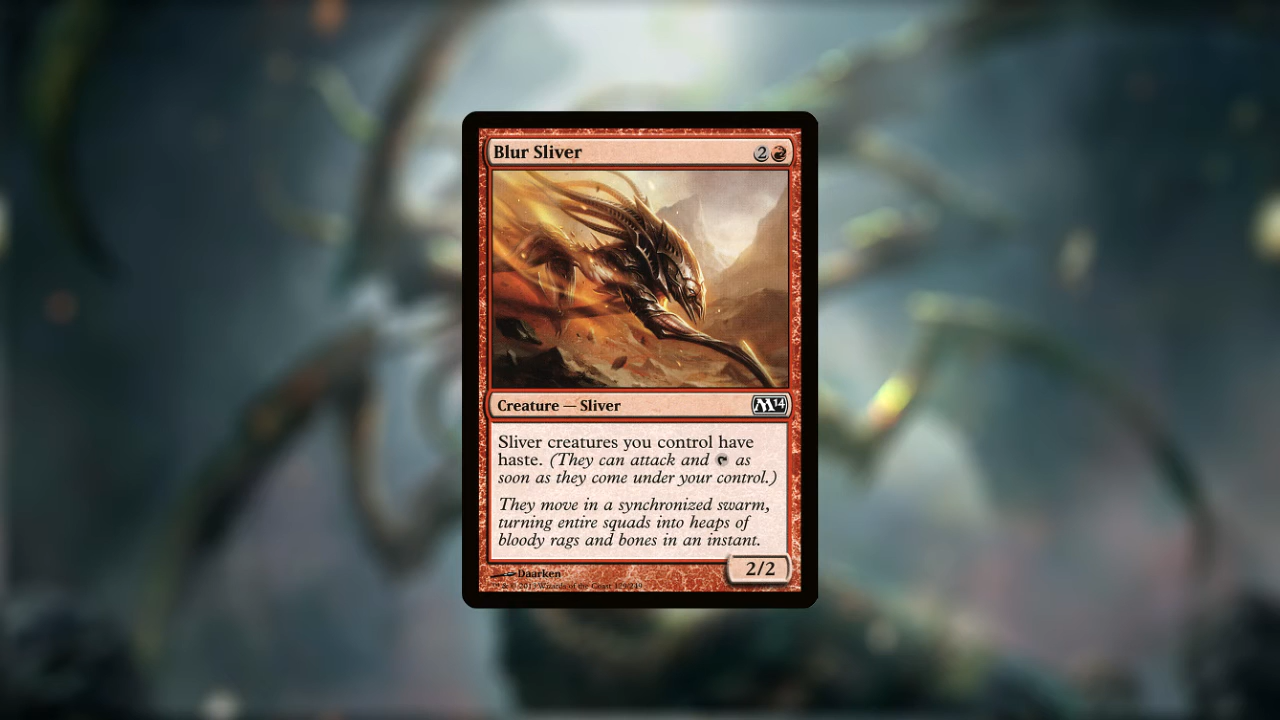 Blur Sliver 2
Creature — Sliver M14
Sliver creatures you control have
haste. (They can attack and as
soon as they come under your control.)
They move in a synchronized swarm,
turning entire squads into heaps of
bloody rags and bones in an instant.
2/2
Daarken